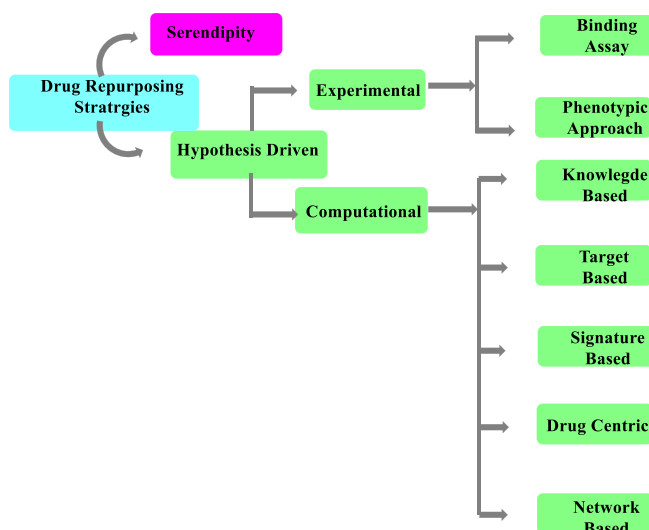 Serendipity
Drug Repurposing
Stratrgies
Hypothesis Driven
Experimental
Computational
Binding
Assay
Phenotypic
Approach
Knowlegde
Based
Target
Based
Signature
Based
Drug Centric
Network
Based